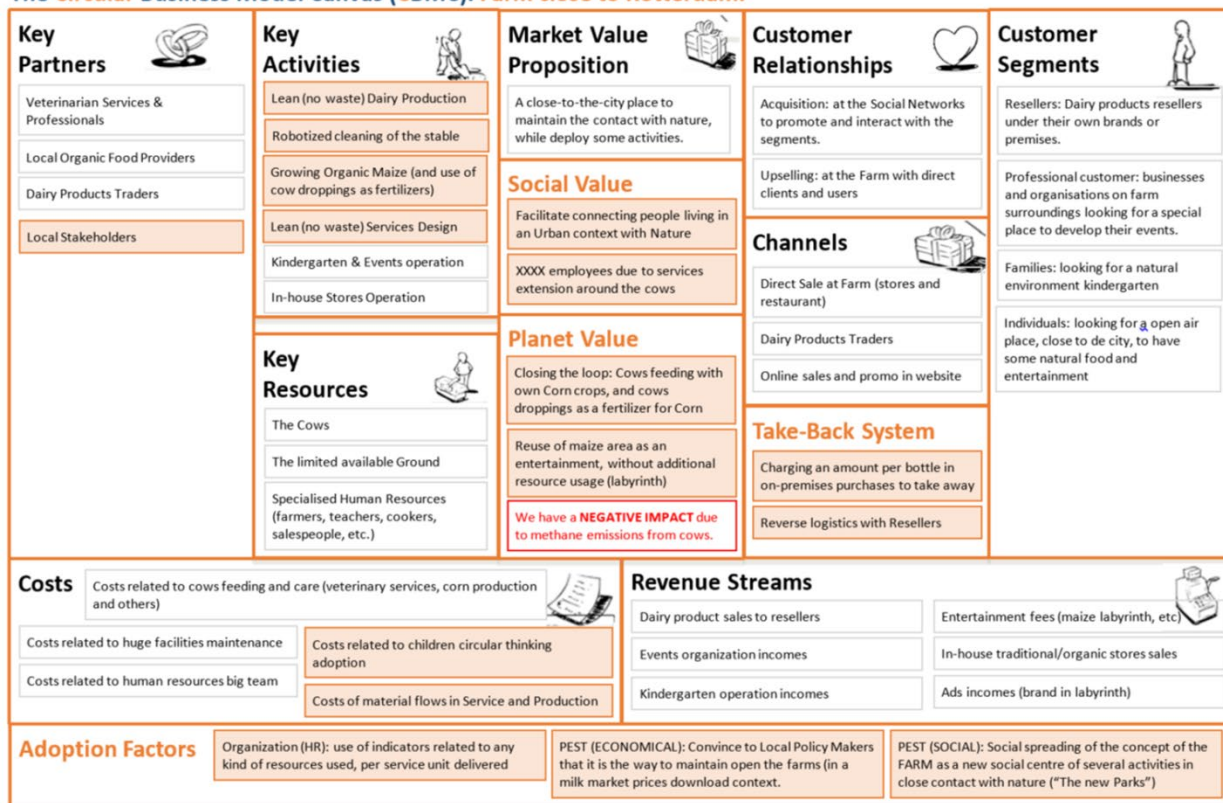 Key
Partners
Veterinarian Services &
Professionals
Local Organic Food Providers
Dairy Products Traders
Local Stakeholders
Key
Activities
Lean (no waste) Dairy Production
Robotized cleaning of the stable
Growing Organic Maize (and use of
cow droppings as fertilizers)
Lean (no waste) Services Design
Kindergarten & Events operation
In-house Stores Operation
Key
Resources
The Cows
The limited available Ground
Specialised Human Resources
(farmers, teachers, cookers,
salespeople, etc.)
Market Value
Proposition
A close-to-the-city place to
maintain the contact with nature,
while deploy some activities.
Social Value
Facilitate connecting people living in
an Urban context with Nature
XXXX employees due to services
extension around the cows
Planet Value
Closing the loop: Cows feeding with
own Corn crops, and cows
droppings as a fertilizer for Corn
Reuse of maize area as an
entertainment, without additional
resource usage (labyrinth)
We have a NEGATIVE IMPACT due
to methane emissions from cows.
Customer
Relationships
Acquisition: at the Social Networks
to promote and interact with the
segments.
Upselling: at the Farm with direct
clients and users
Channels
Direct Sale at Farm (stores and
restaurant)
Dairy Products Traders
Online sales and promo in website
Take-Back System
Charging an amount per bottle in
on-premises purchases to take away
Reverse logistics with Resellers
Customer
Segments
Resellers: Dairy products resellers
under their own brands or
premises.
Professional customer: businesses
and organisations on farm
surroundings looking for a special
place to develop their events.
Families: looking for a natural
environment kindergarten
Individuals: looking for a open air
place, close to de city, to have
some natural food and
entertainment
Costs
Costs related to cows feeding and care (veterinary services, corn production
and others)
Costs related to huge facilities maintenance
Costs related to human resources big team
Costs related to children circular thinking
adoption
Costs of material flows in Service and Production
Revenue Streams
Dairy product sales to resellers
Events organization incomes
Kindergarten operation incomes
Entertainment fees (maize labyrinth, etc)
In-house traditional/organic stores sales
Ads incomes (brand in labyrinth)
Adoption Factors
Organization (HR): use of indicators related to any
kind of resources used, per service unit delivered
PEST (ECONOMICAL): Convince to Local Policy Makers
that it is the way to maintain open the farms (in a
milk market prices download context.
PEST (SOCIAL): Social spreading of the concept of the
FARM as a new social centre of several activities in
close contact with nature ("The new Parks")